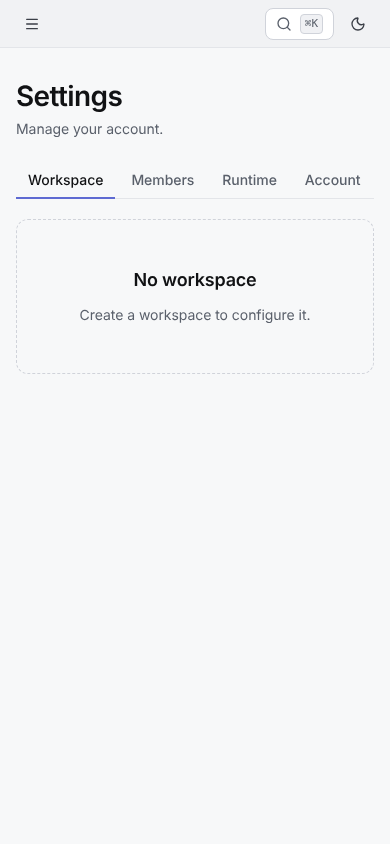 ⌘K
Settings
Manage your account.
Workspace Members Runtime Account
No workspace
Create a workspace to configure it.